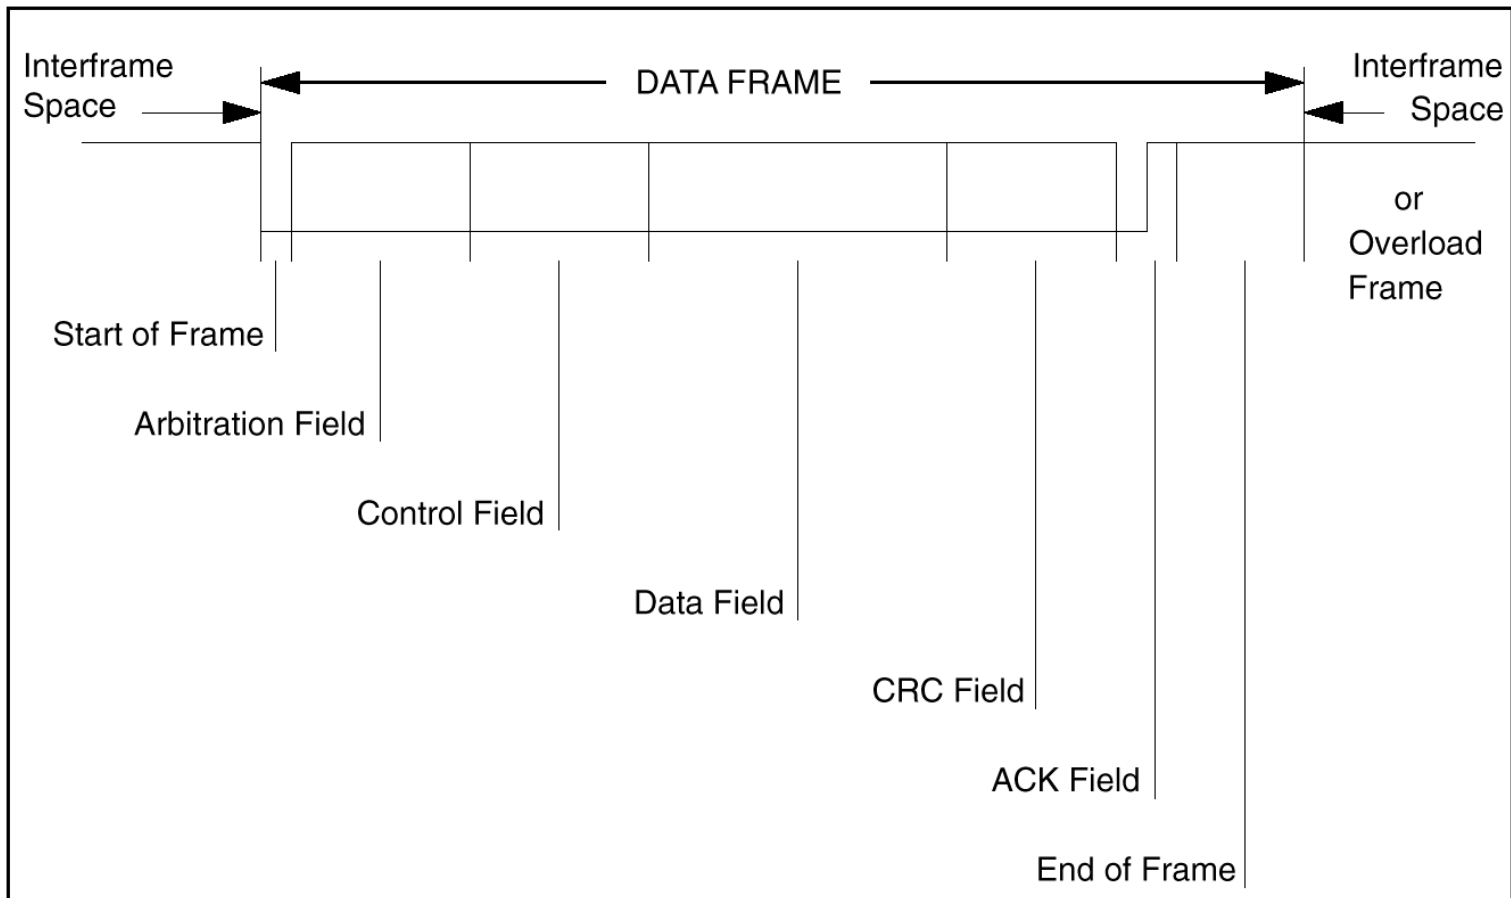 Interframe
Space
DATA FRAME
Interframe
Space
or
Overload
Frame
Start of Frame
Arbitration Field
Control Field
Data Field
CRC Field
ACK Field
End of Frame